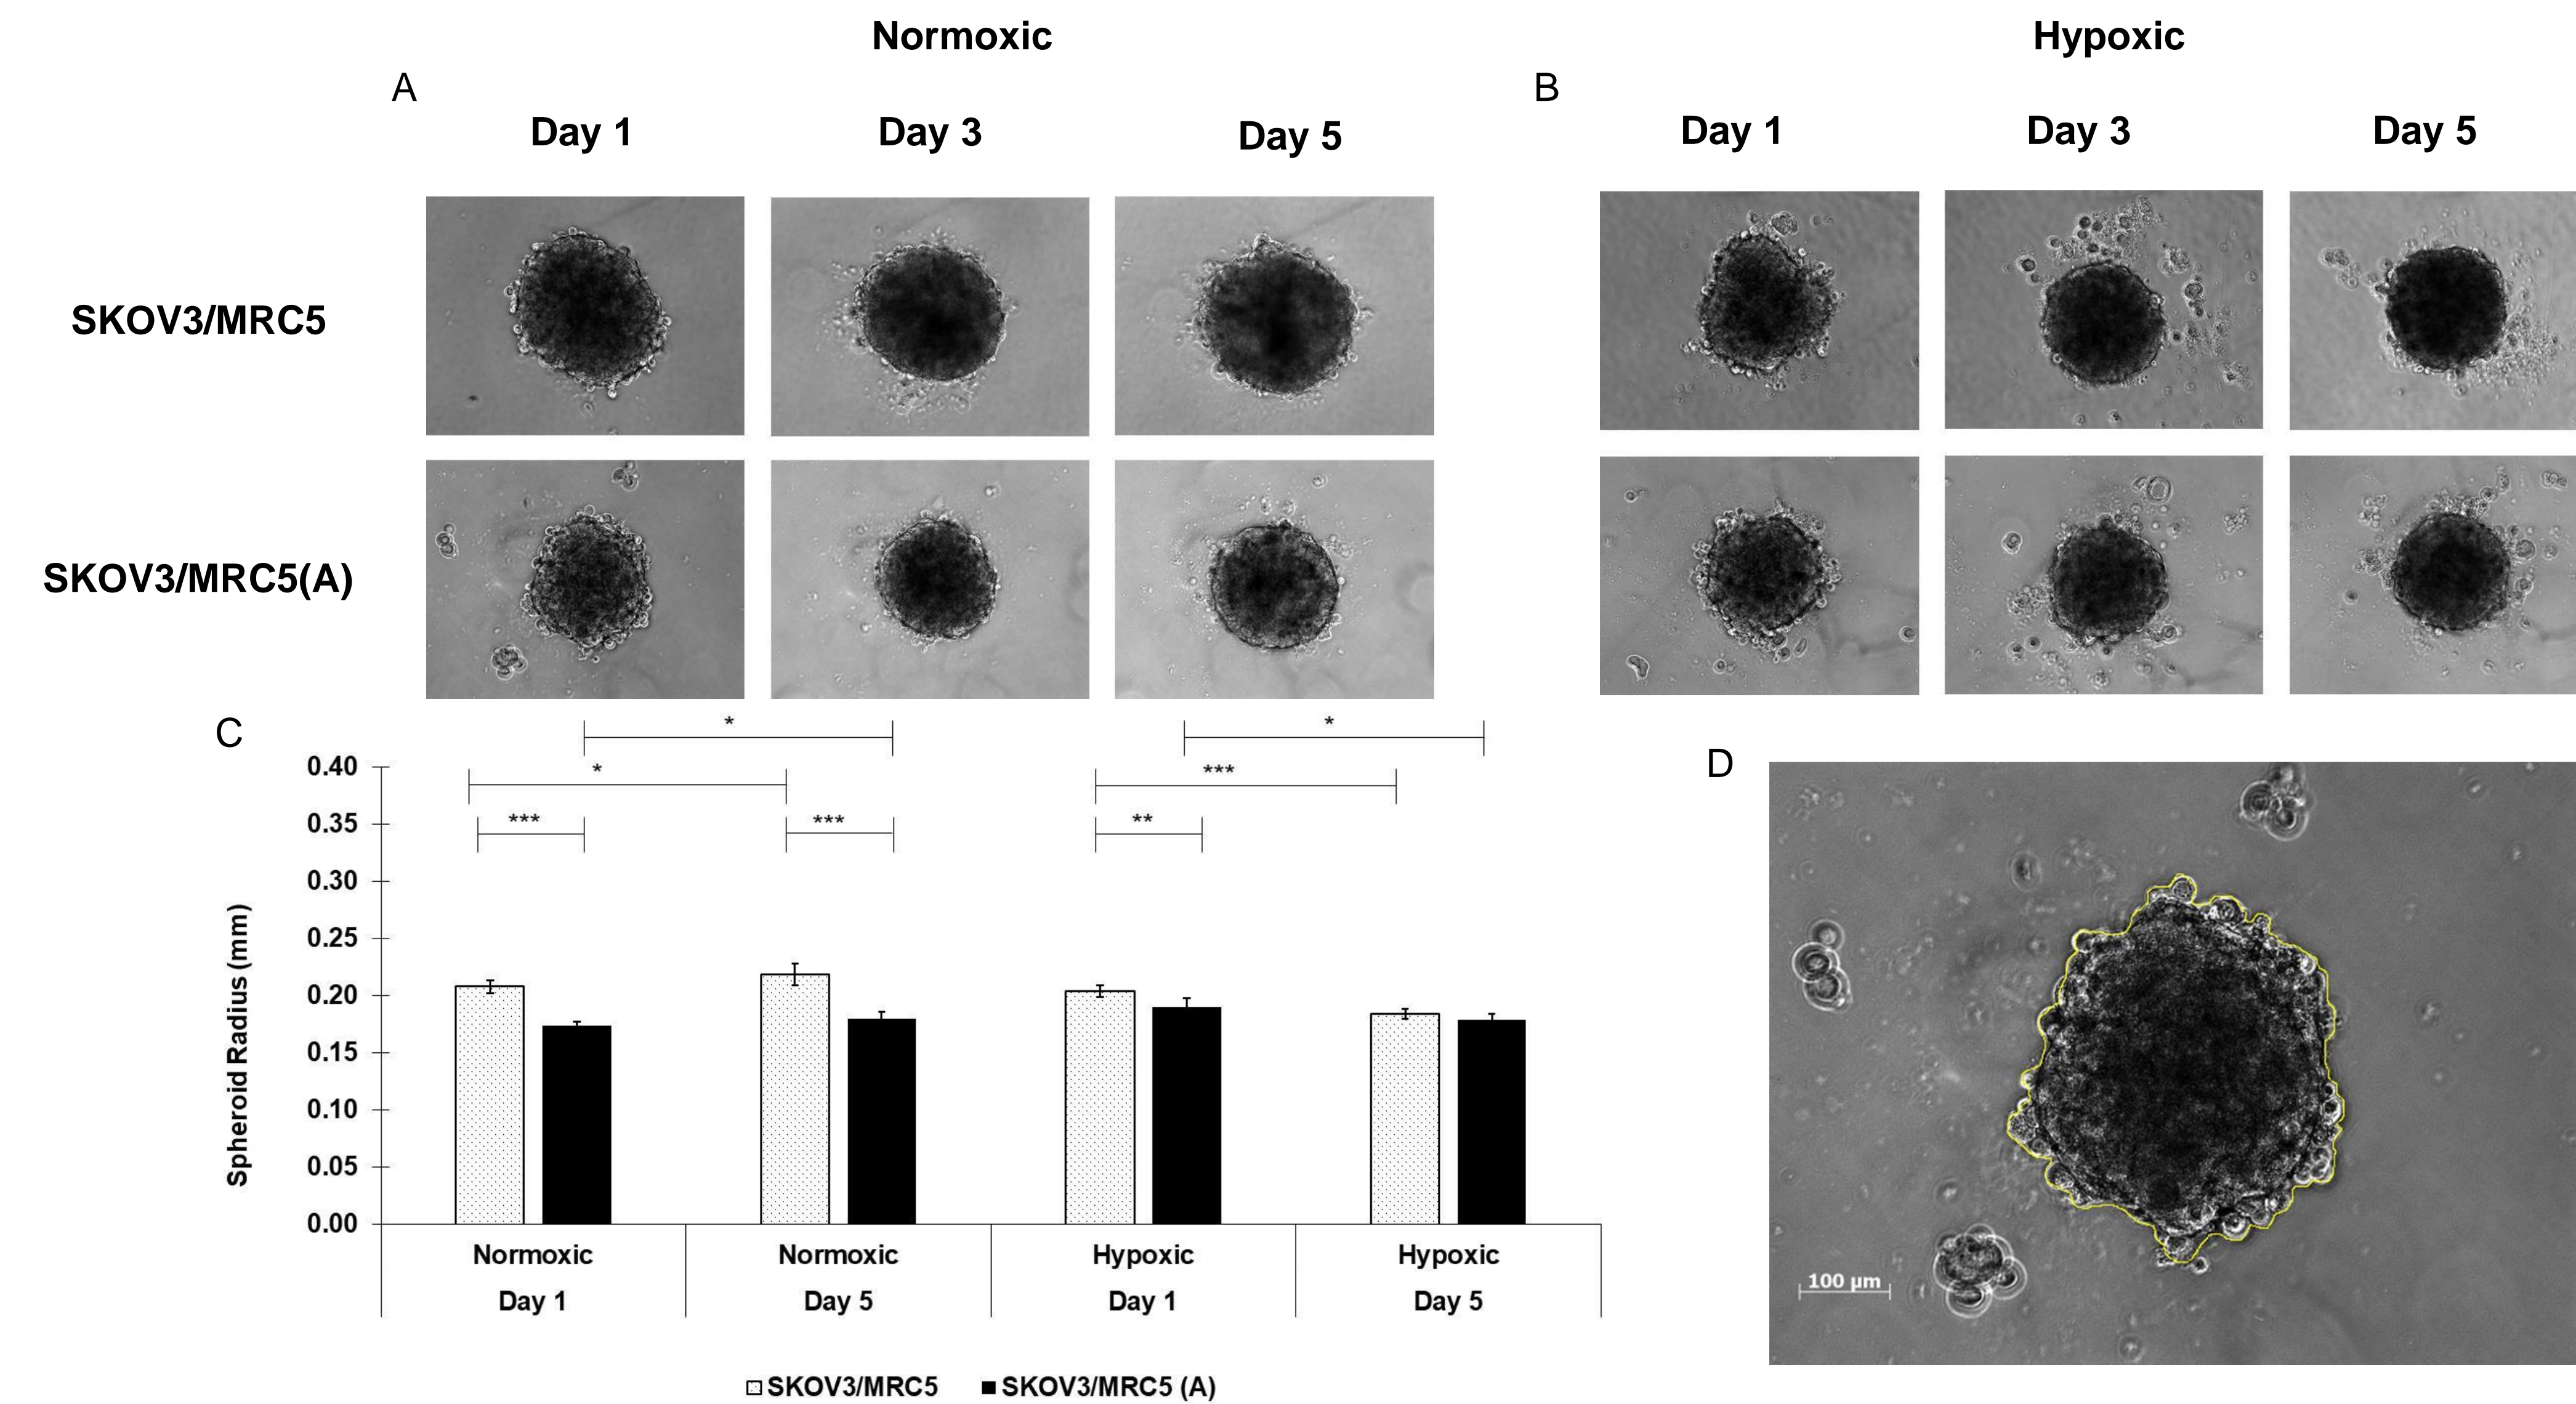 Normoxic
Hypoxic
A
B
Day 1
Day 3
Day 5
Day 1
Day 3
Day 5
SKOV3/MRC5
SKOV3/MRC5(A)
C
* *
* ***
*** *** **
D
Spheroid Radius (mm)
0.40
0.35
0.30
0.25
0.20
0.15
0.10
0.05
0.00
Normoxic Normoxic Hypoxic Hypoxic
Day 1 Day 5 Day 1 Day 5
SKOV3/MRC5 SKOV3/MRC5 (A)
100 µm